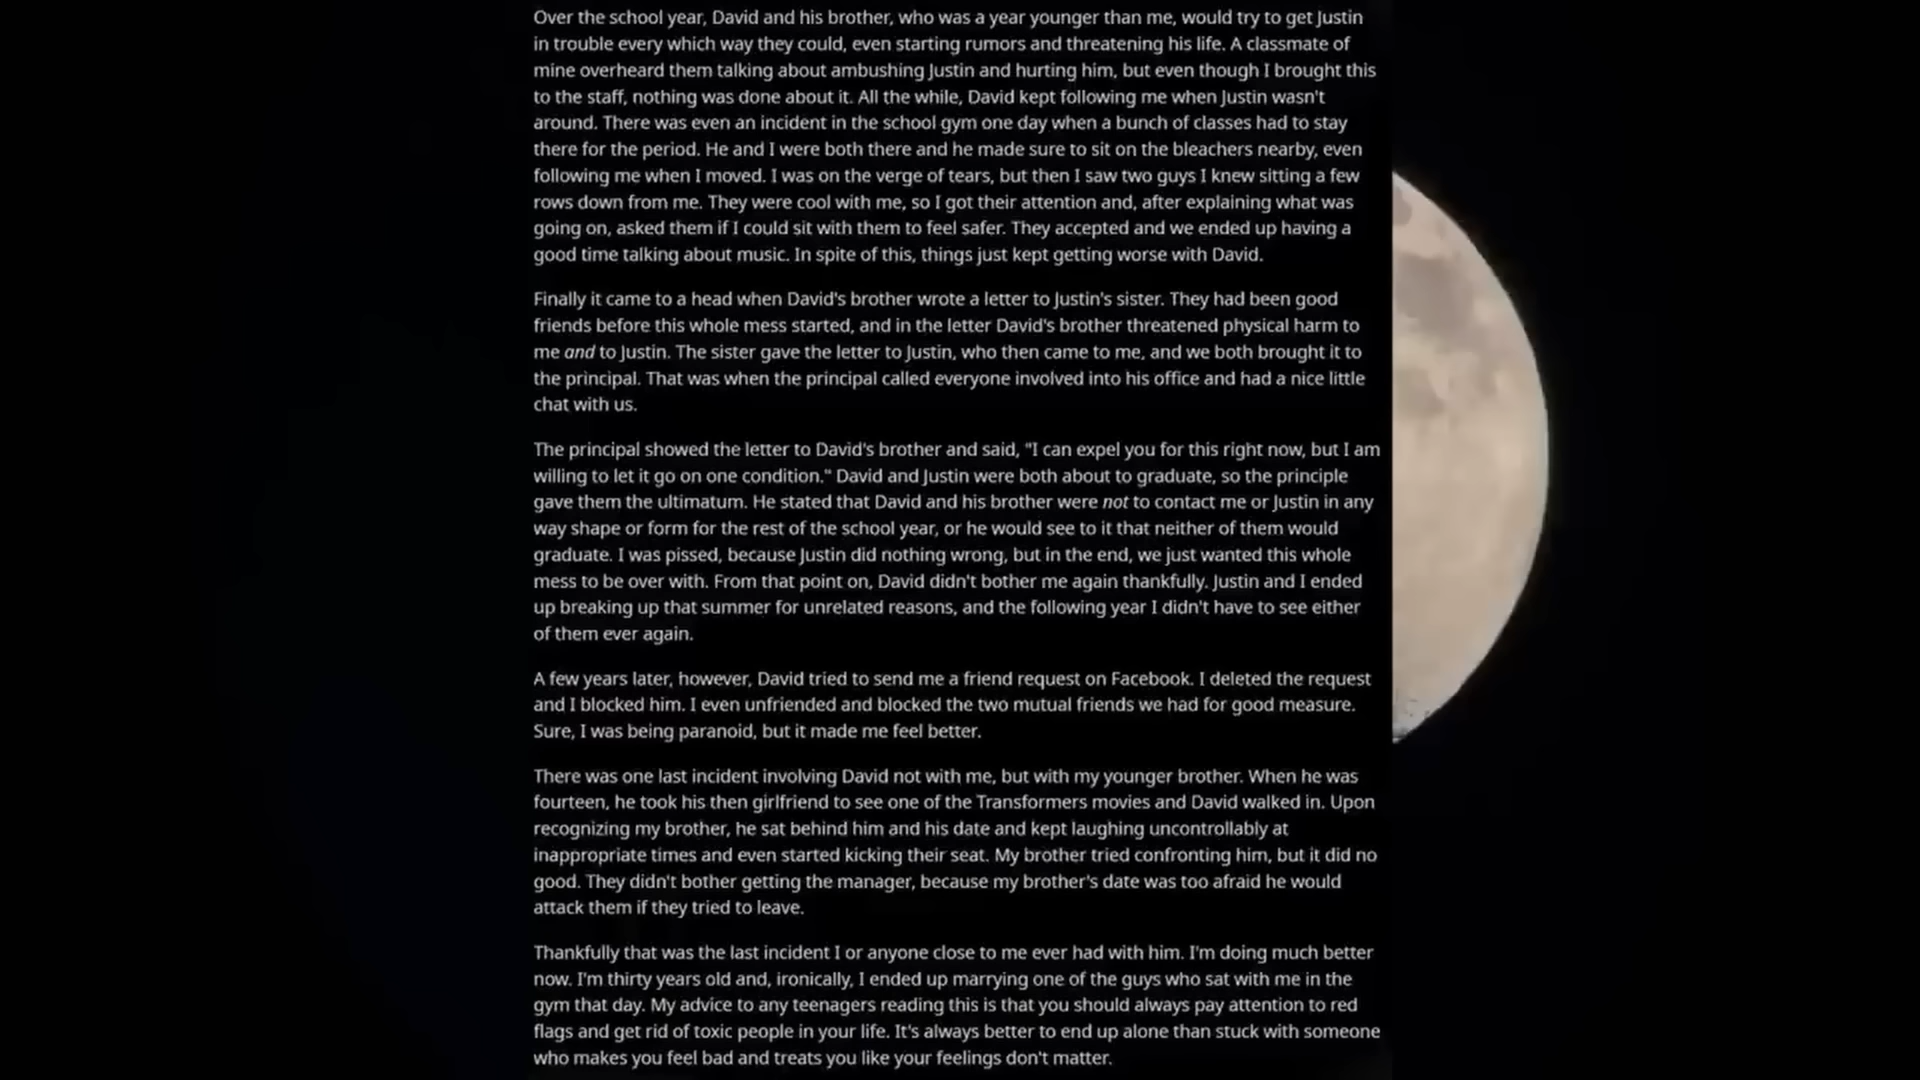 Over the school year, David and his brother, who was a year younger than me, would try to get Justin
in trouble every which way they could, even starting rumors and threatening his life. A classmate of
mine overheard them talking about ambushing Justin and hurting him, but even though I brought this
to the staff, nothing was done about it. All the while, David kept following me when Justin wasn't
around. There was even an incident in the school gym one day when a bunch of classes had to stay
there for the period. He and I were both there and he made sure to sit on the bleachers nearby, even
following me when I moved. I was on the verge of tears, but then I saw two guys I knew sitting a few
rows down from me. They were cool with me, so I got their attention and, after explaining what was
going on, asked them if I could sit with them to feel safer. They accepted and we ended up having a
good time talking about music. In spite of this, things just kept getting worse with David.
Finally it came to a head when David's brother wrote a letter to Justin's sister. They had been good
friends before this whole mess started, and in the letter David's brother threatened physical harm to
me and to Justin. The sister gave the letter to Justin, who then came to me, and we both brought it to
the principal. That was when the principal called everyone involved into his office and had a nice little
chat with us.
The principal showed the letter to David's brother and said, "I can expel you for this right now, but I am
willing to let it go on one condition." David and Justin were both about to graduate, so the principle
gave them the ultimatum. He stated that David and his brother were not to contact me or Justin in any
way shape or form for the rest of the school year, or he would see to it that neither of them would
graduate. I was pissed, because Justin did nothing wrong, but in the end, we just wanted this whole
mess to be over with. From that point on, David didn't bother me again thankfully. Justin and I ended
up breaking up that summer for unrelated reasons, and the following year I didn't have to see either
of them ever again.
A few years later, however, David tried to send me a friend request on Facebook. I deleted the request
and I blocked him. I even unfriended and blocked the two mutual friends we had for good measure.
Sure, I was being paranoid, but it made me feel better.
There was one last incident involving David not with me, but with my younger brother. When he was
fourteen, he took his then girlfriend to see one of the Transformers movies and David walked in. Upon
recognizing my brother, he sat behind him and his date and kept laughing uncontrollably at
inappropriate times and even started kicking their seat. My brother tried confronting him, but it did no
good. They didn't bother getting the manager, because my brother's date was too afraid he would
attack them if they tried to leave.
Thankfully that was the last incident I or anyone close to me ever had with him. I'm doing much better
now. I'm thirty years old and, ironically, I ended up marrying one of the guys who sat with me in the
gym that day. My advice to any teenagers reading this is that you should always pay attention to red
flags and get rid of toxic people in your life. It's always better to end up alone than stuck with someone
who makes you feel bad and treats you like your feelings don't matter.